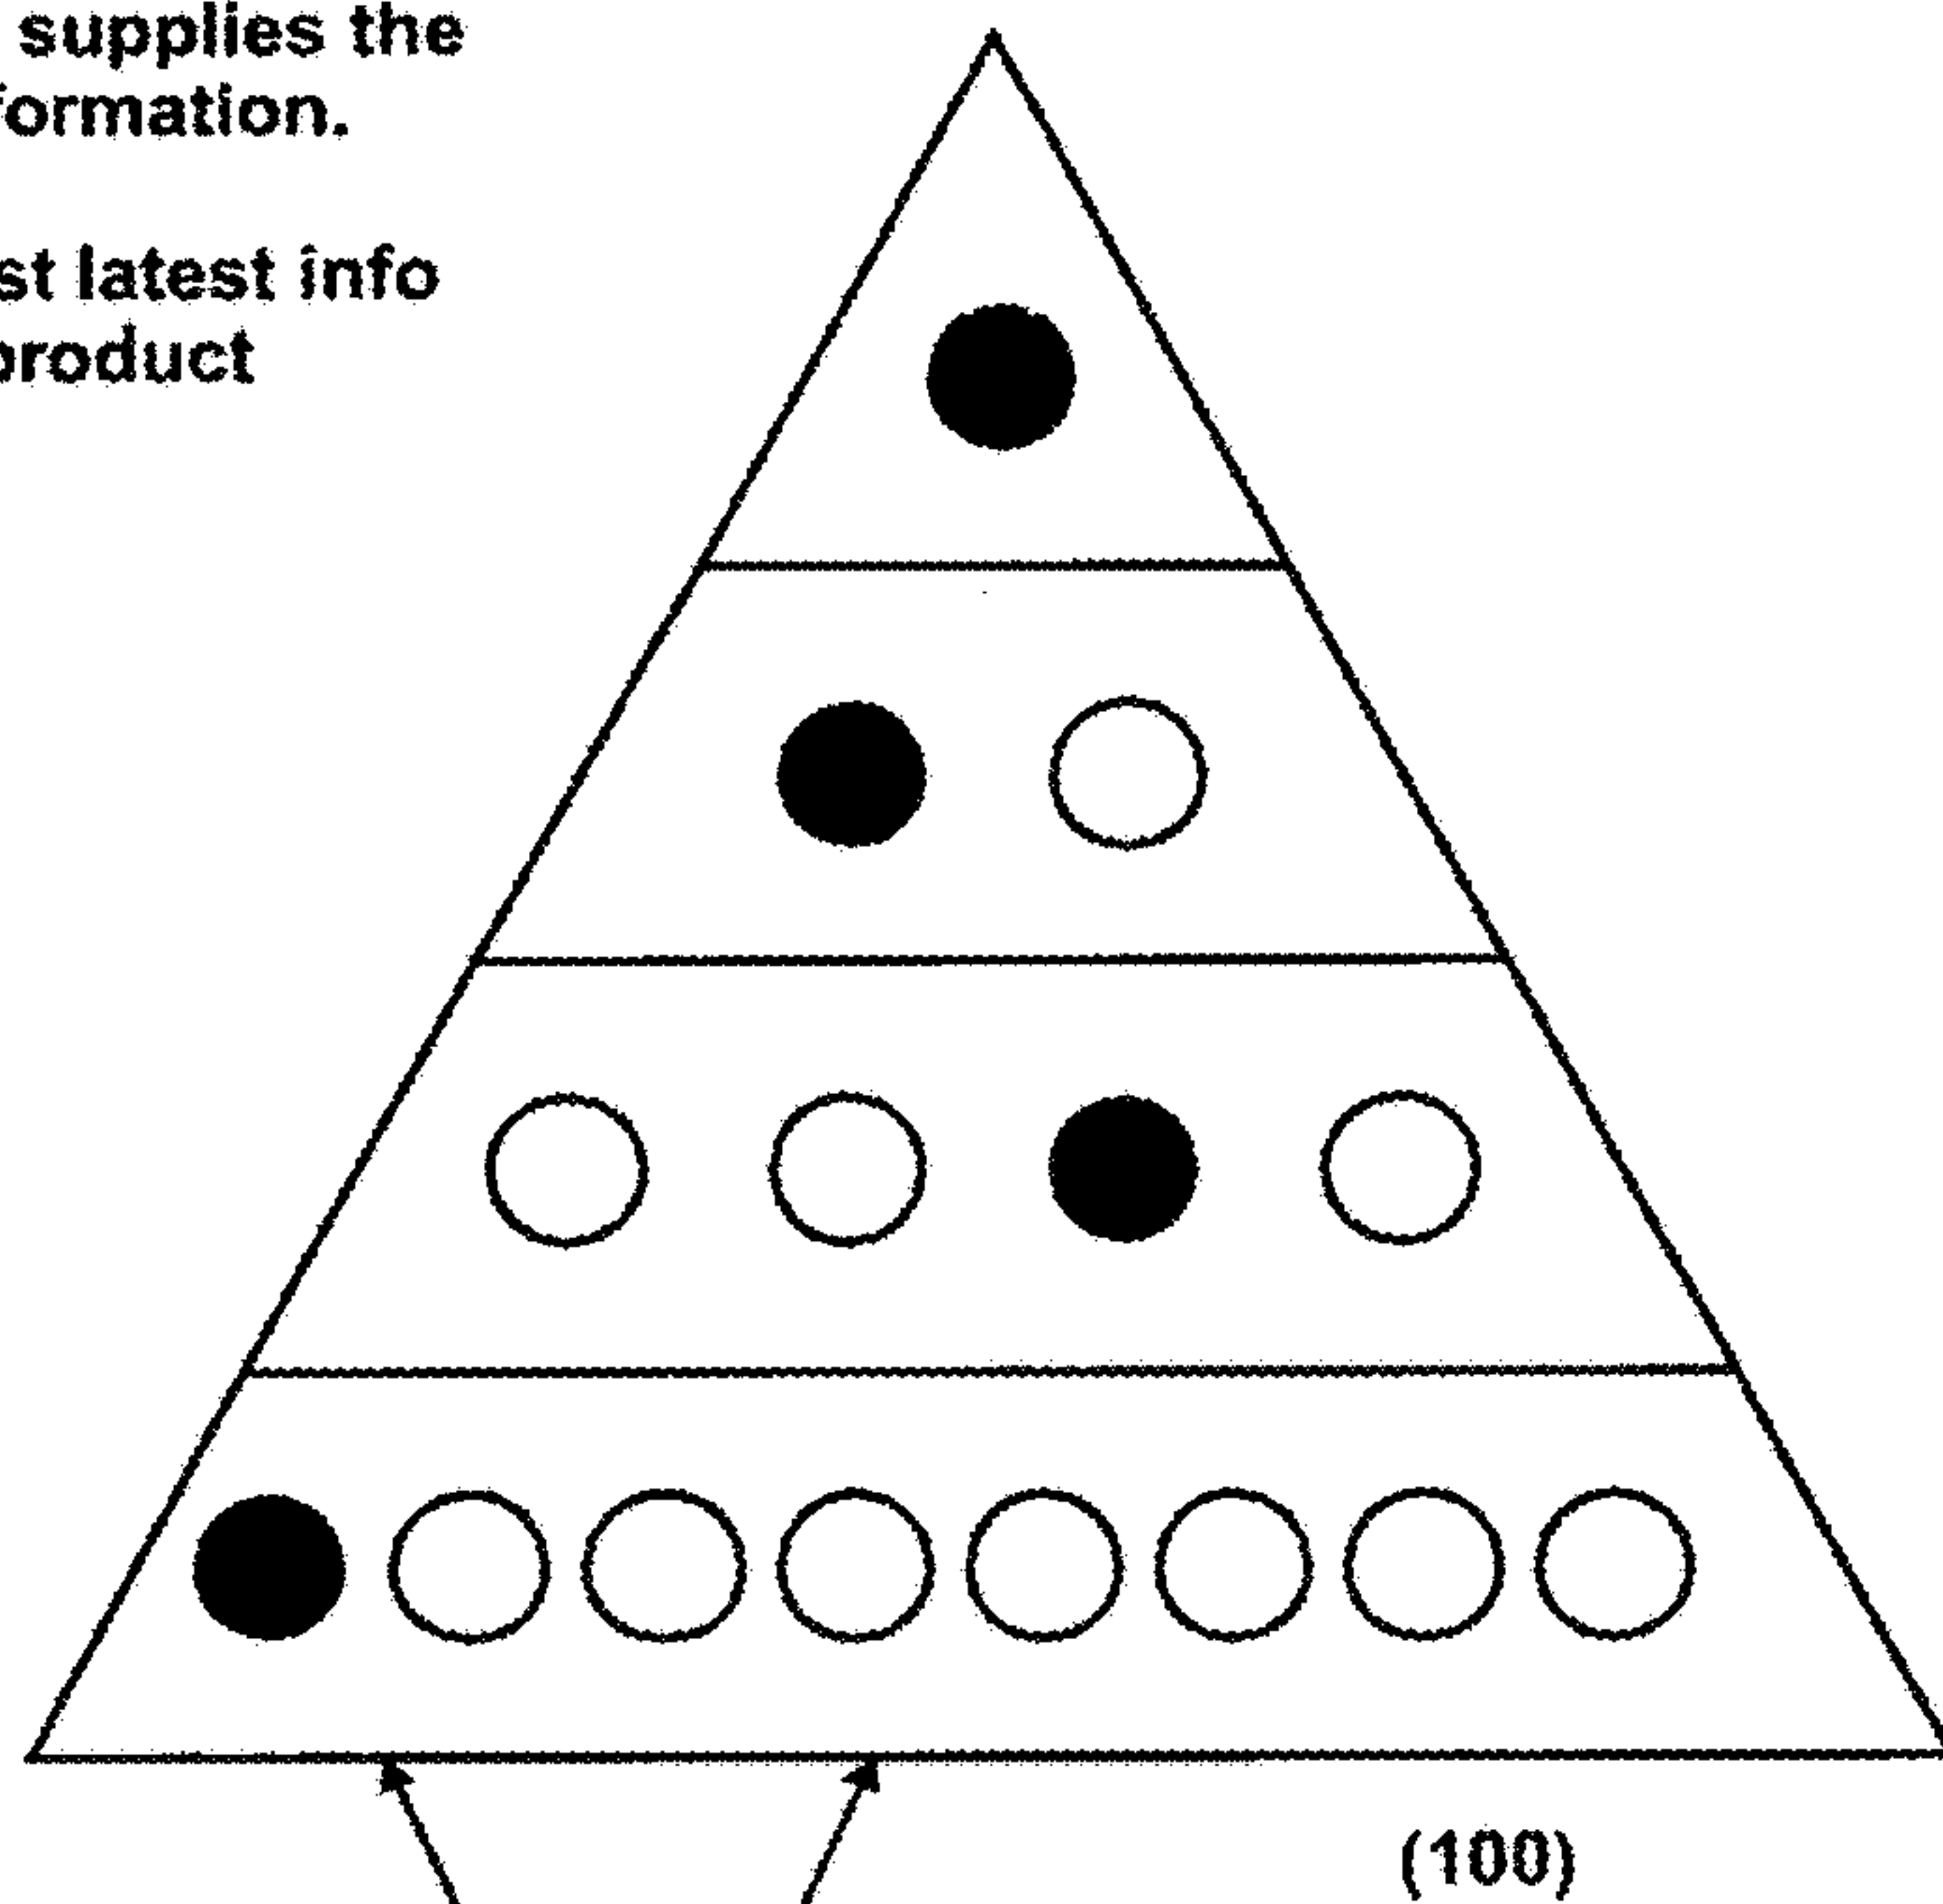 supplies the
formation.
st latest info
product
(100)